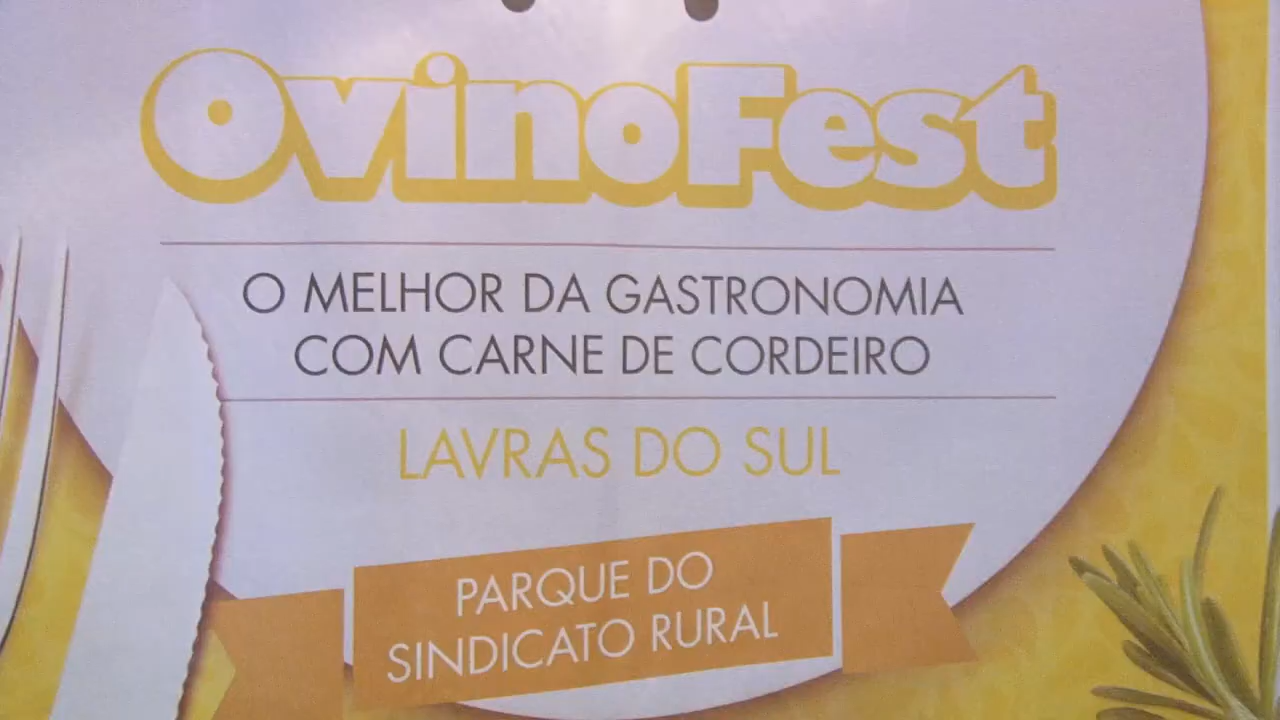 OvinoFest
O MELHOR DA GASTRONOMIA
COM CARNE DE CORDEIRO
LAVRAS DO SUL
PARQUE DO
SINDICATO RURAL